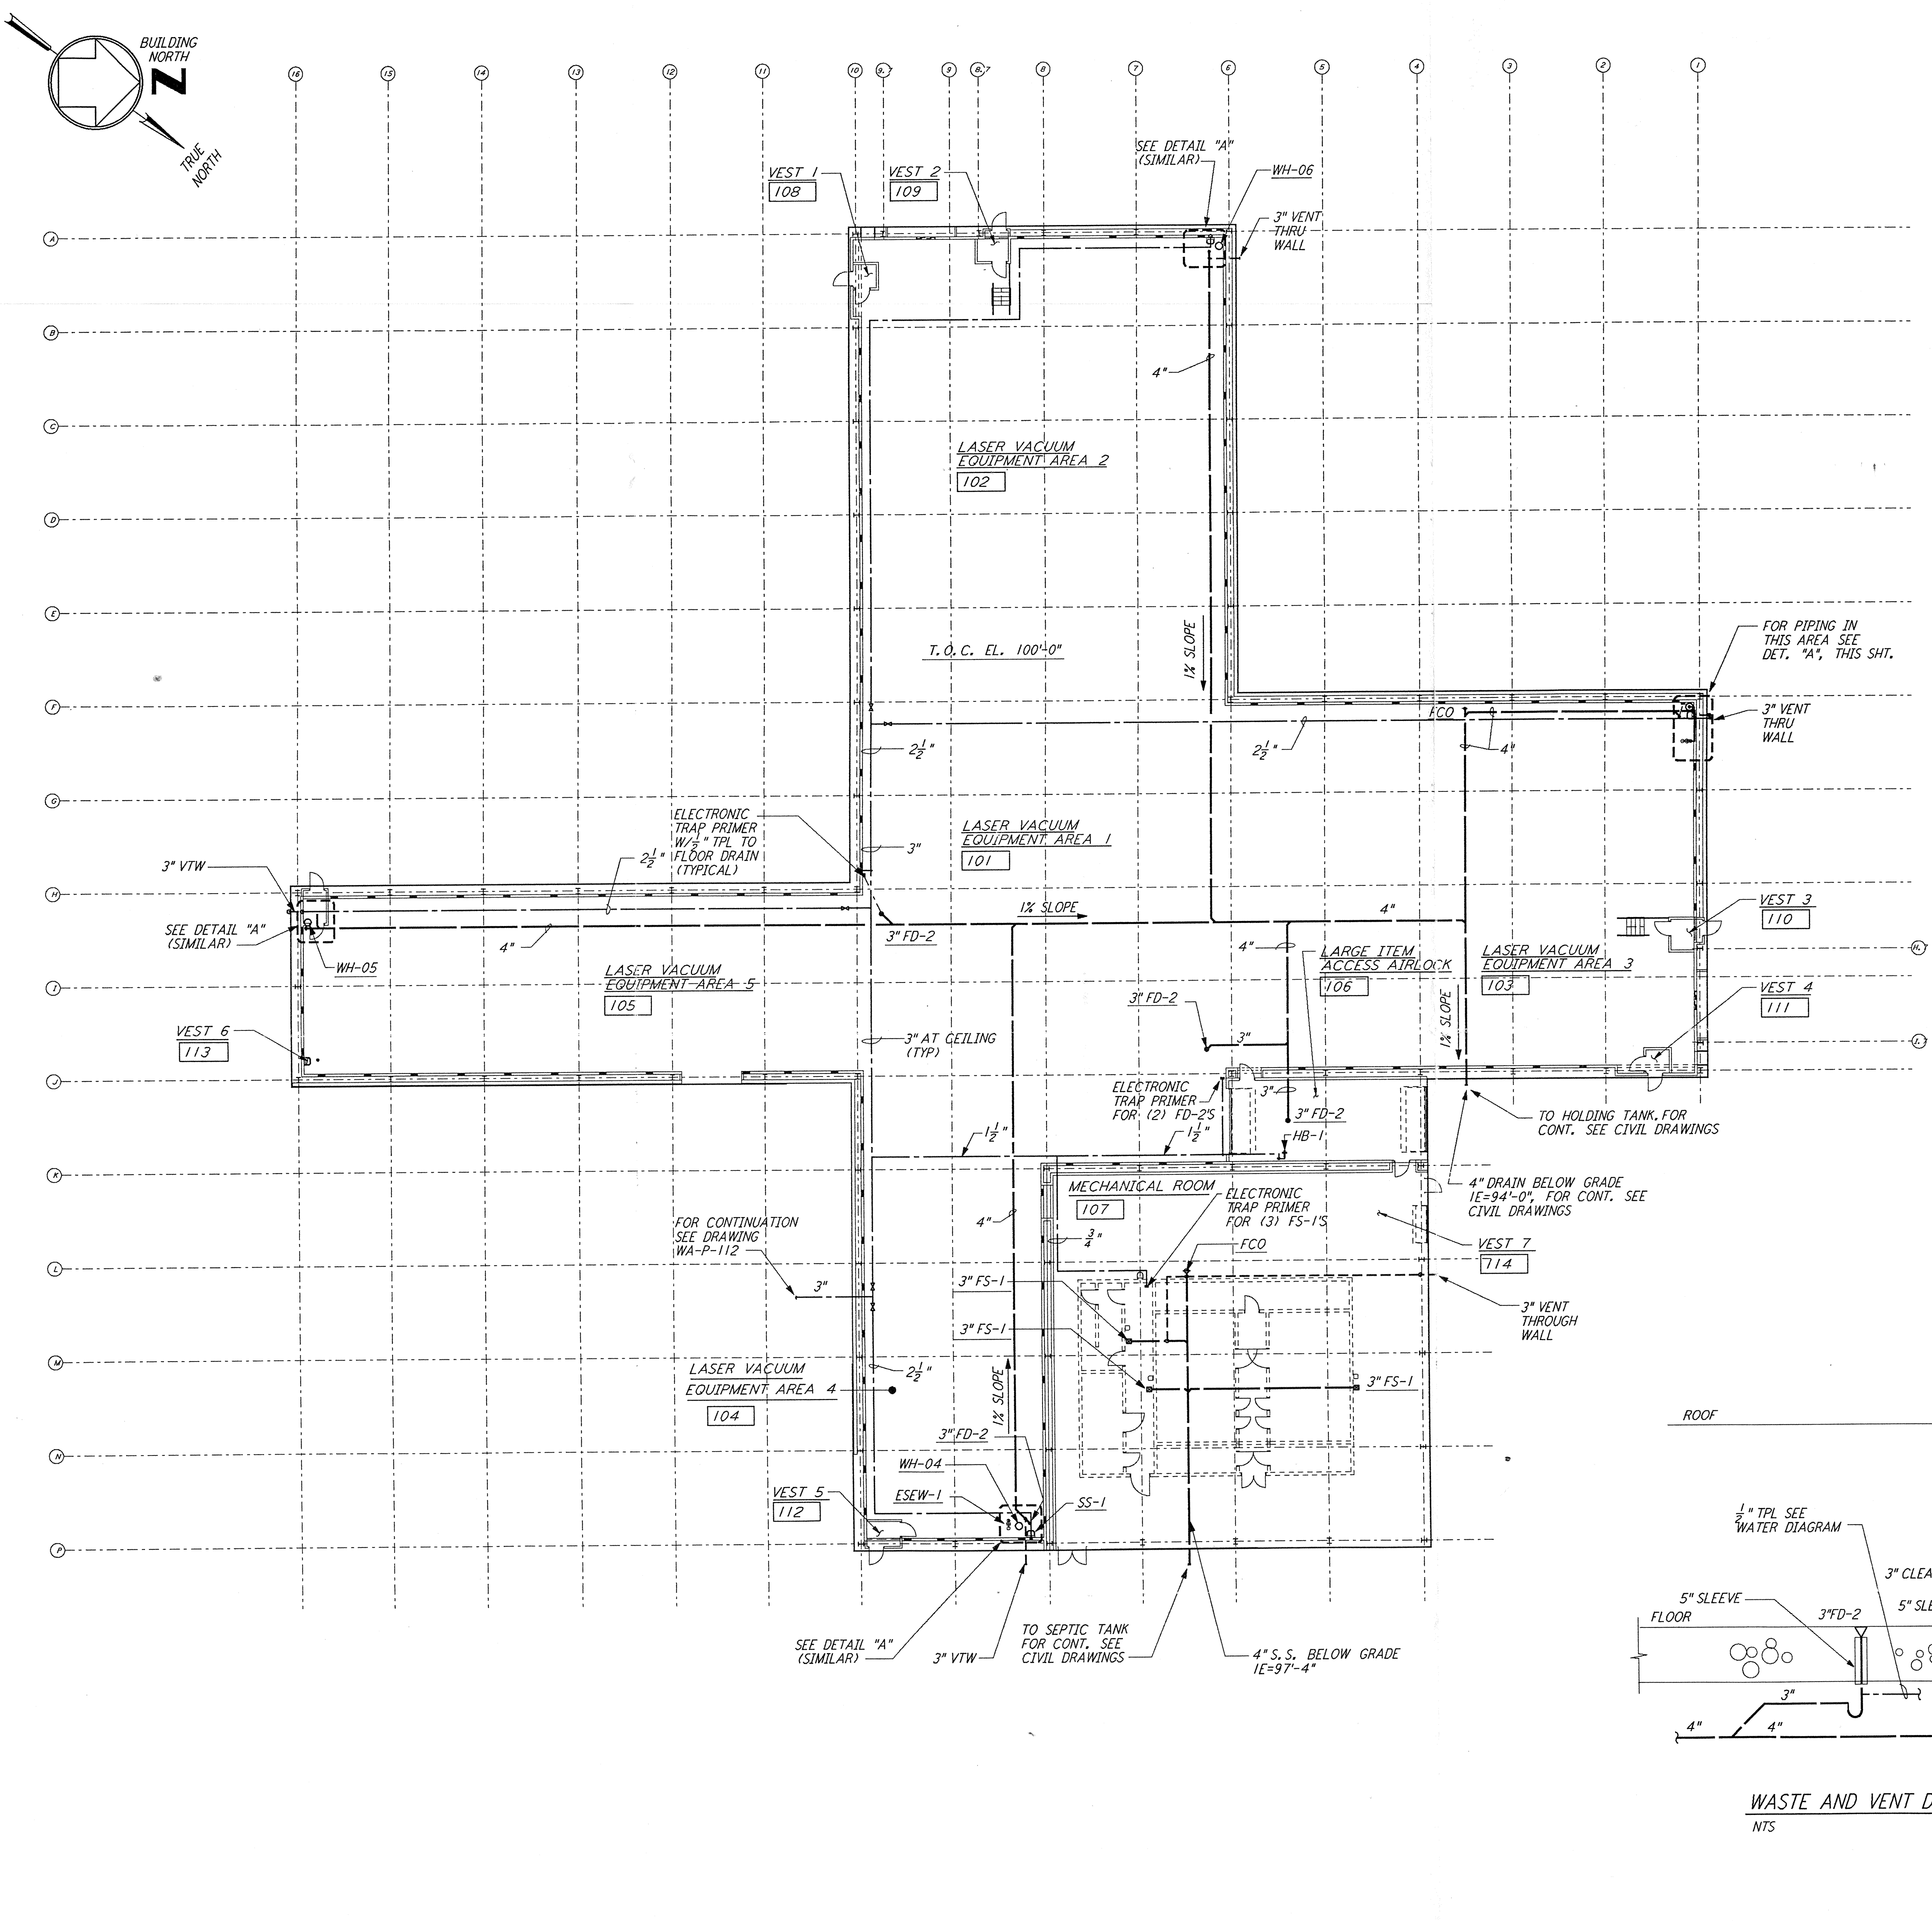 BUILDING
NORTH
N
TRUE
NORTH
16
15
14
13
12
11
10
9.7
9
8.7
8
7
6
5
4
3
2
1
A
B
C
D
E
F
G
H
I
J
K
L
M
N
P
SEE DETAIL "A"
(SIMILAR)
WH-06
3" VENT
THRU
WALL
VEST 1
108
VEST 2
109
4"
LASER VACUUM
EQUIPMENT AREA 2
102
T.O.C. EL. 100'-0"
1% SLOPE
FOR PIPING IN
THIS AREA SEE
DET. "A", THIS SHT.
FCO
3" VENT
THRU
WALL
2 1/2"
2 1/2"
4"
ELECTRONIC
TRAP PRIMER
W/ 1/2" TPL TO
FLOOR DRAIN
(TYPICAL)
2 1/2"
3"
LASER VACUUM
EQUIPMENT AREA 1
101
3" VTW
SEE DETAIL "A"
(SIMILAR)
WH-05
4"
3" FD-2
1% SLOPE
4"
4"
VEST 3
110
LARGE ITEM
ACCESS AIRLOCK
106
LASER VACUUM
EQUIPMENT AREA 3
103
LASER VACUUM
EQUIPMENT AREA 5
105
3" FD-2
VEST 4
111
1% SLOPE
VEST 6
113
3" AT CEILING
(TYP)
3"
ELECTRONIC
TRAP PRIMER
FOR (2) FD-2'S
3"
3" FD-2
HB-1
TO HOLDING TANK, FOR
CONT. SEE CIVIL DRAWINGS
1 1/2"
1 1/2"
4" DRAIN BELOW GRADE
IE=94'-0", FOR CONT. SEE
CIVIL DRAWINGS
MECHANICAL ROOM
107
ELECTRONIC
TRAP PRIMER
FOR (3) FS-1'S
FOR CONTINUATION
SEE DRAWING
WA-P-112
4"
3/4"
FCO
VEST 7
114
3"
3" FS-1
3" FS-1
3" VENT
THROUGH
WALL
LASER VACUUM
EQUIPMENT AREA 4
104
2 1/2"
1% SLOPE
3" FS-1
3" FD-2
WH-04
ESEW-1
SS-1
VEST 5
112
SEE DETAIL "A"
(SIMILAR)
3" VTW
TO SEPTIC TANK
FOR CONT. SEE
CIVIL DRAWINGS
4" S.S. BELOW GRADE
IE=97'-4"
ROOF
1/2" TPL SEE
WATER DIAGRAM
3" CLEA
5" SLEEVE
FLOOR
3"FD-2
5" SLE
3"
4"
4"
WASTE AND VENT D
NTS